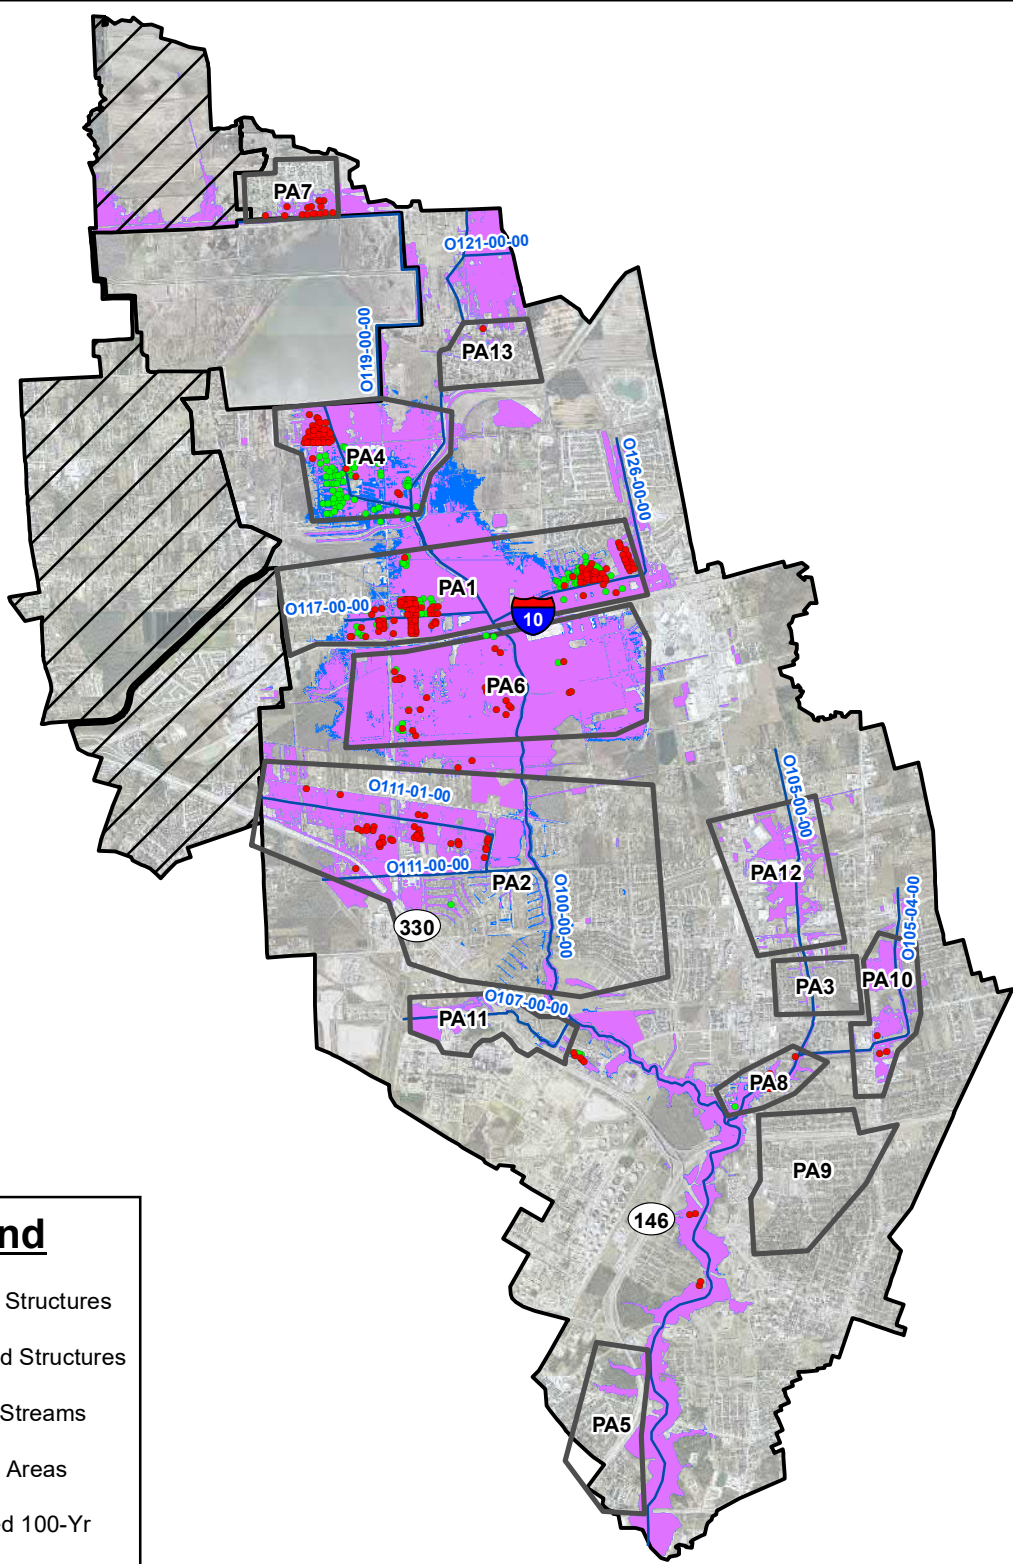 PA7
O121-00-00
O119-00-00
PA13
PA4
O126-00-00
PA1
O117-00-00
10
PA6
O111-01-00
O105-00-00
O111-00-00
PA2
PA12
O100-00-00
O105-04-00
330
PA3
PA10
O107-00-00
PA11
PA8
PA9
146
PA5
nd
Structures
d Structures
Streams
Areas
ed 100-Yr